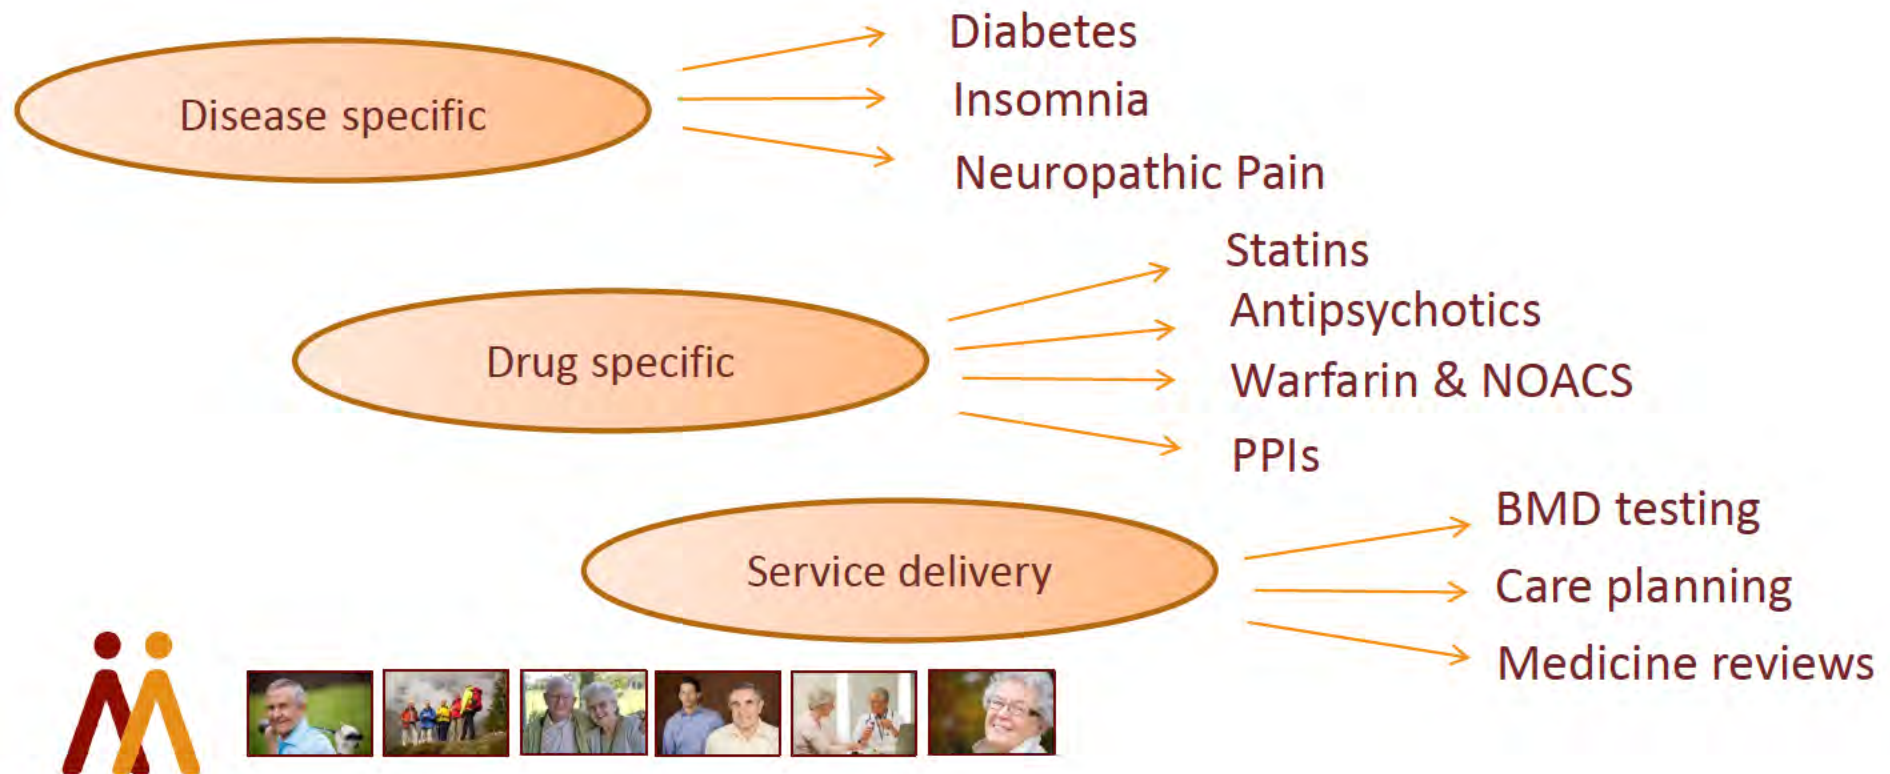 Disease specific
Diabetes
Insomnia
Neuropathic Pain
Drug specific
Statins
Antipsychotics
Warfarin & NOACS
PPIs
Service delivery
BMD testing
Care planning
Medicine reviews